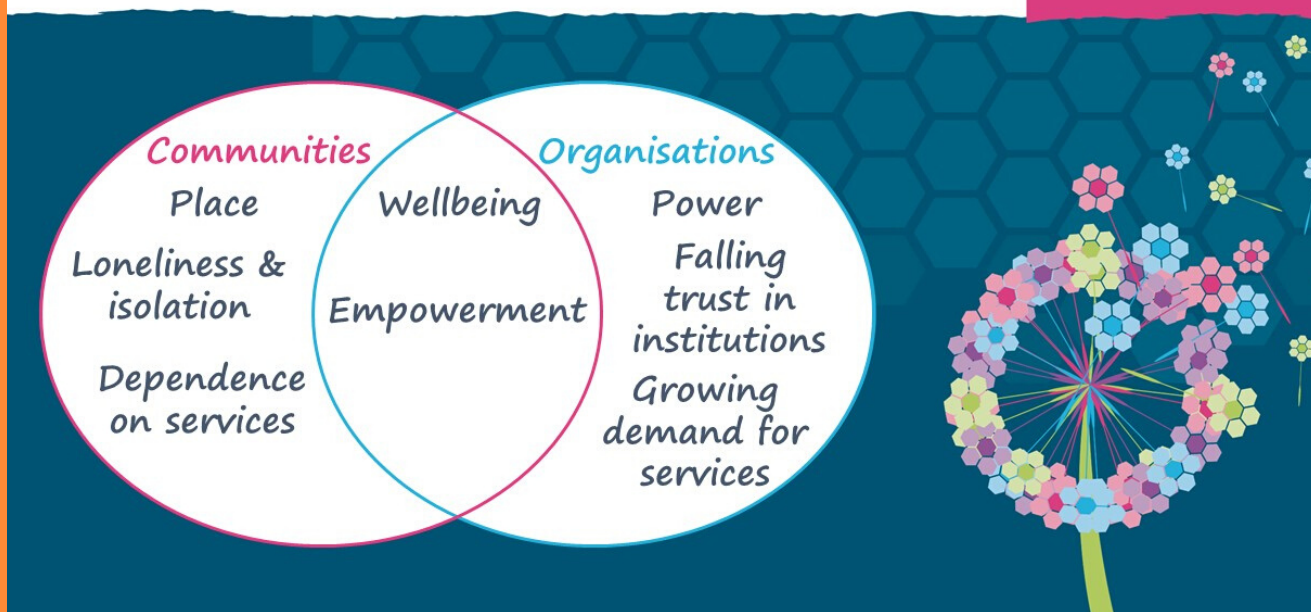 Communities
Place
Loneliness &
isolation
Dependence
on services
Wellbeing
Empowerment
Organisations
Power
Falling
trust in
institutions
Growing
demand for
services